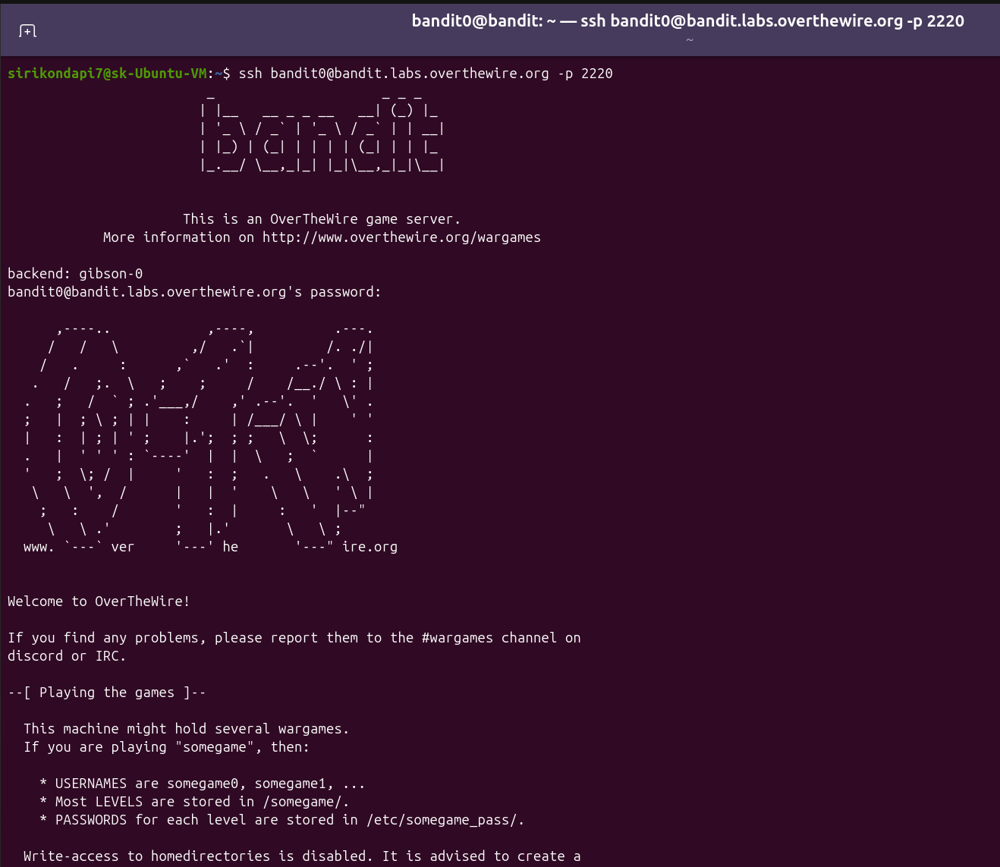 bandit0@bandit: ~ — ssh bandit0@bandit.labs.overthewire.org -p 2220
~
sirikondapi7@sk-Ubuntu-VM:~$ ssh bandit0@bandit.labs.overthewire.org -p 2220
                         _                     _ _ _
                        | |__   __ _ _ __   __| (_) |_
                        | '_ \ / _` | '_ \ / _` | | __|
                        | |_) | (_| | | | | (_| | | |_
                        |_.__/ \__,_|_| |_|\__,_|_|\__|

                      This is an OverTheWire game server.
            More information on http://www.overthewire.org/wargames

backend: gibson-0
bandit0@bandit.labs.overthewire.org's password:

      ,----..            ,----,          .---.
     /   /   \         ,/   .`|         /. ./|
    /   .     :      ,`   .'  :     .--'.  ' ;
   .   /   ;.  \   ;    ;     /    /__./ \ : |
  .   ;   /  ` ; .'___,/    ,' .--'.  '   \' .
  ;   |  ; \ ; | |    :     | /___/ \ |    ' '
  |   :  | ; | ' ;    |.';  ; ;   \  \;      :
  .   |  ' ' ' : `----'  |  |  \   ;  `      |
  '   ;  \; /  |     '   :  ;   .   \    .\  ;
   \   \  ',  /      |   |  '    \   \   ' \ |
    ;   :    /       '   :  |     :   '  |--"
     \   \ .'        ;   |.'       \   \ ;
  www. `---` ver     '---' he       '---" ire.org

Welcome to OverTheWire!

If you find any problems, please report them to the #wargames channel on
discord or IRC.

--[ Playing the games ]--

  This machine might hold several wargames.
  If you are playing "somegame", then:

    * USERNAMES are somegame0, somegame1, ...
    * Most LEVELS are stored in /somegame/.
    * PASSWORDS for each level are stored in /etc/somegame_pass/.

  Write-access to homedirectories is disabled. It is advised to create a